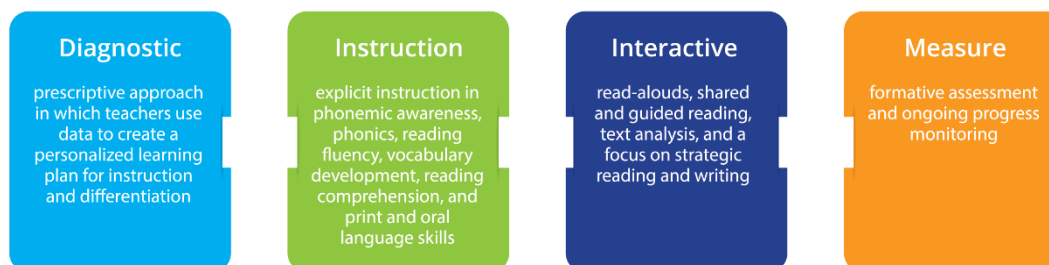 Diagnostic
prescriptive approach
in which teachers use
data to create a
personalized learning
plan for instruction
and differentiation
Instruction
explicit instruction in
phonemic awareness,
phonics, reading
fluency, vocabulary
development, reading
comprehension, and
print and oral
language skills
Interactive
read-alouds, shared
and guided reading,
text analysis, and a
focus on strategic
reading and writing
Measure
formative assessment
and ongoing progress
monitoring